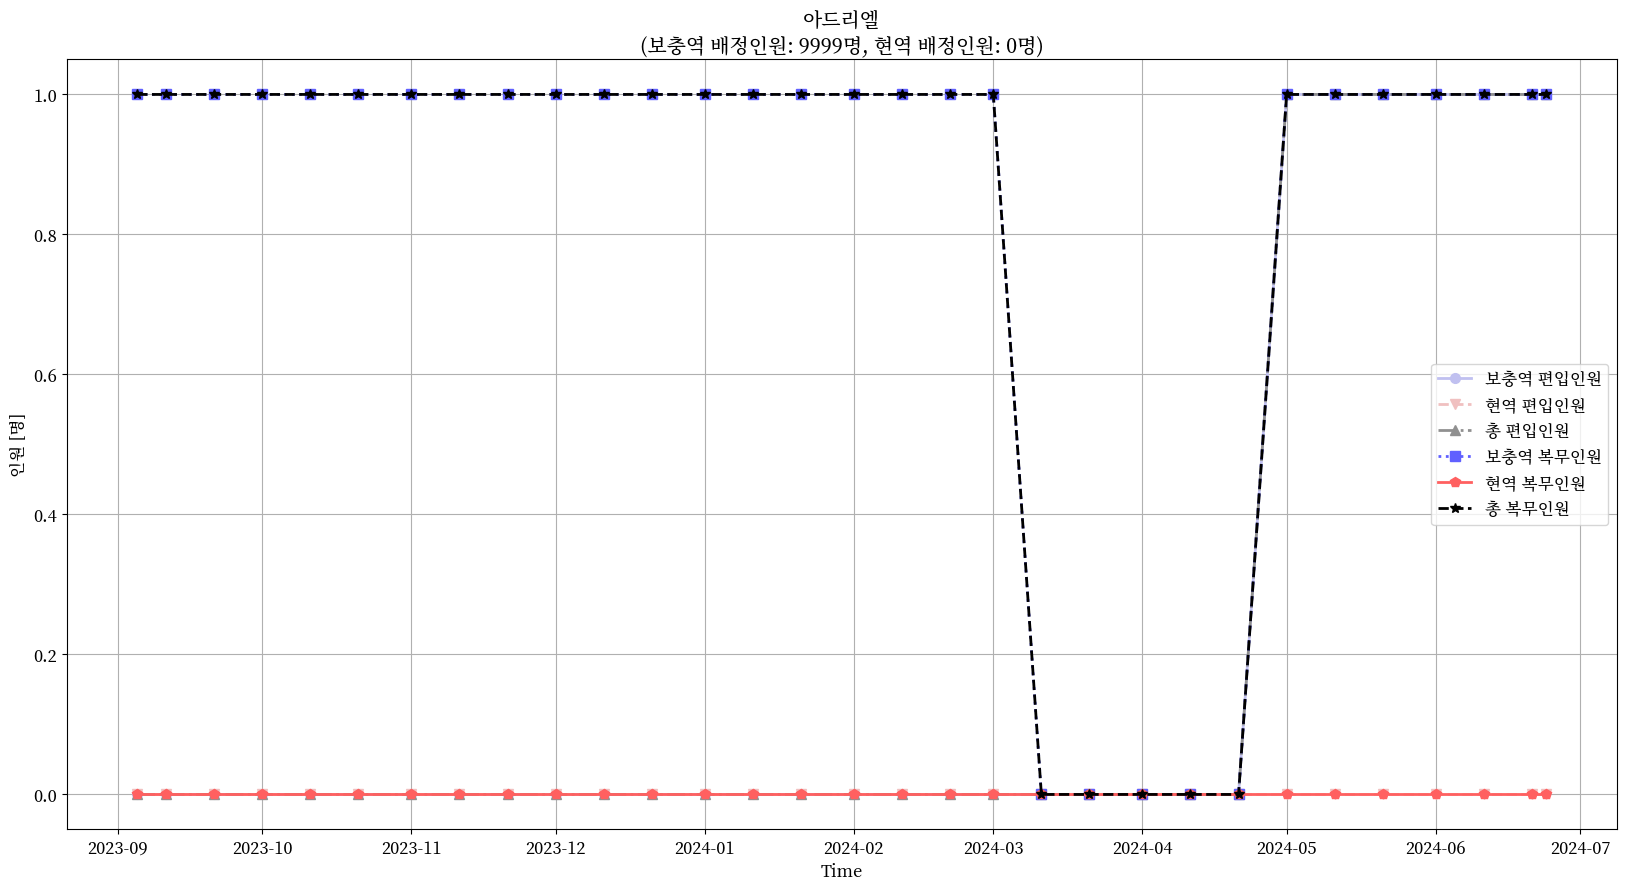 아드리엘
(보충역 배정인원: 9999명, 현역 배정인원: 0명)
인원 [명]
1.0
0.8
0.6
0.4
0.2
0.0
보충역 편입인원
현역 편입인원
총 편입인원
보충역 복무인원
현역 복무인원
총 복무인원
2023-09 2023-10 2023-11 2023-12 2024-01 2024-02 2024-03 2024-04 2024-05 2024-06 2024-07
Time